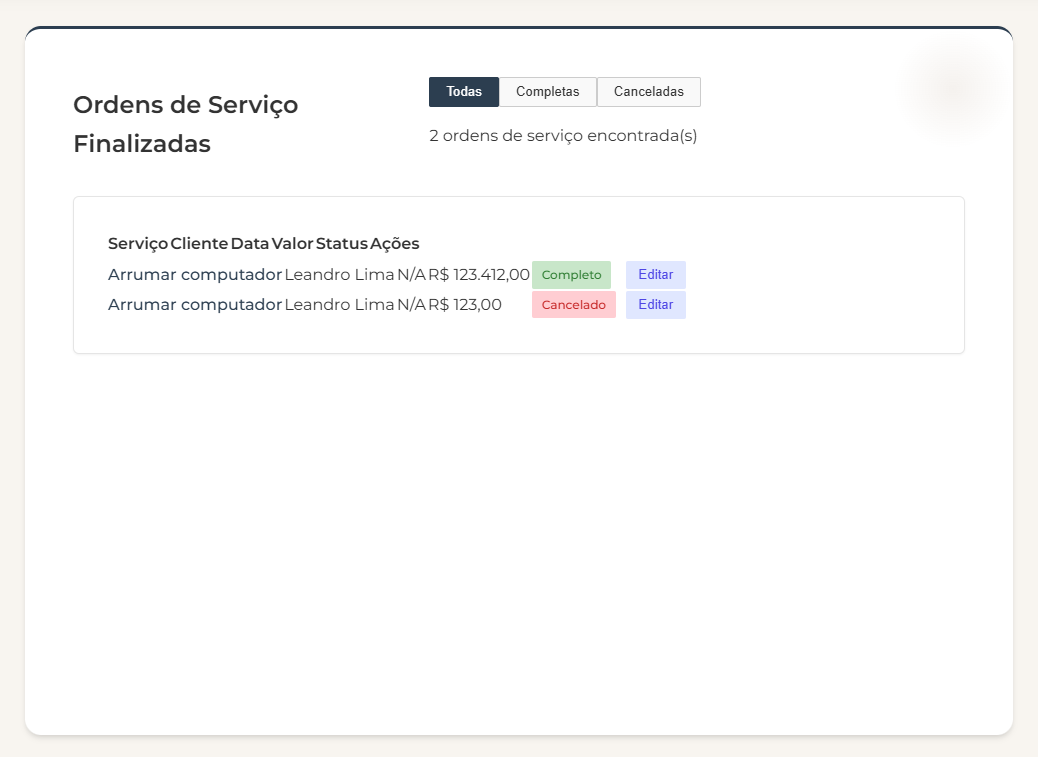 Ordens de Serviço
Finalizadas
Todas Completas Canceladas
2 ordens de serviço encontrada(s)
Serviço Cliente Data Valor Status Ações
Arrumar computador Leandro Lima N/A R$ 123.412,00 Completo Editar
Arrumar computador Leandro Lima N/A R$ 123,00 Cancelado Editar